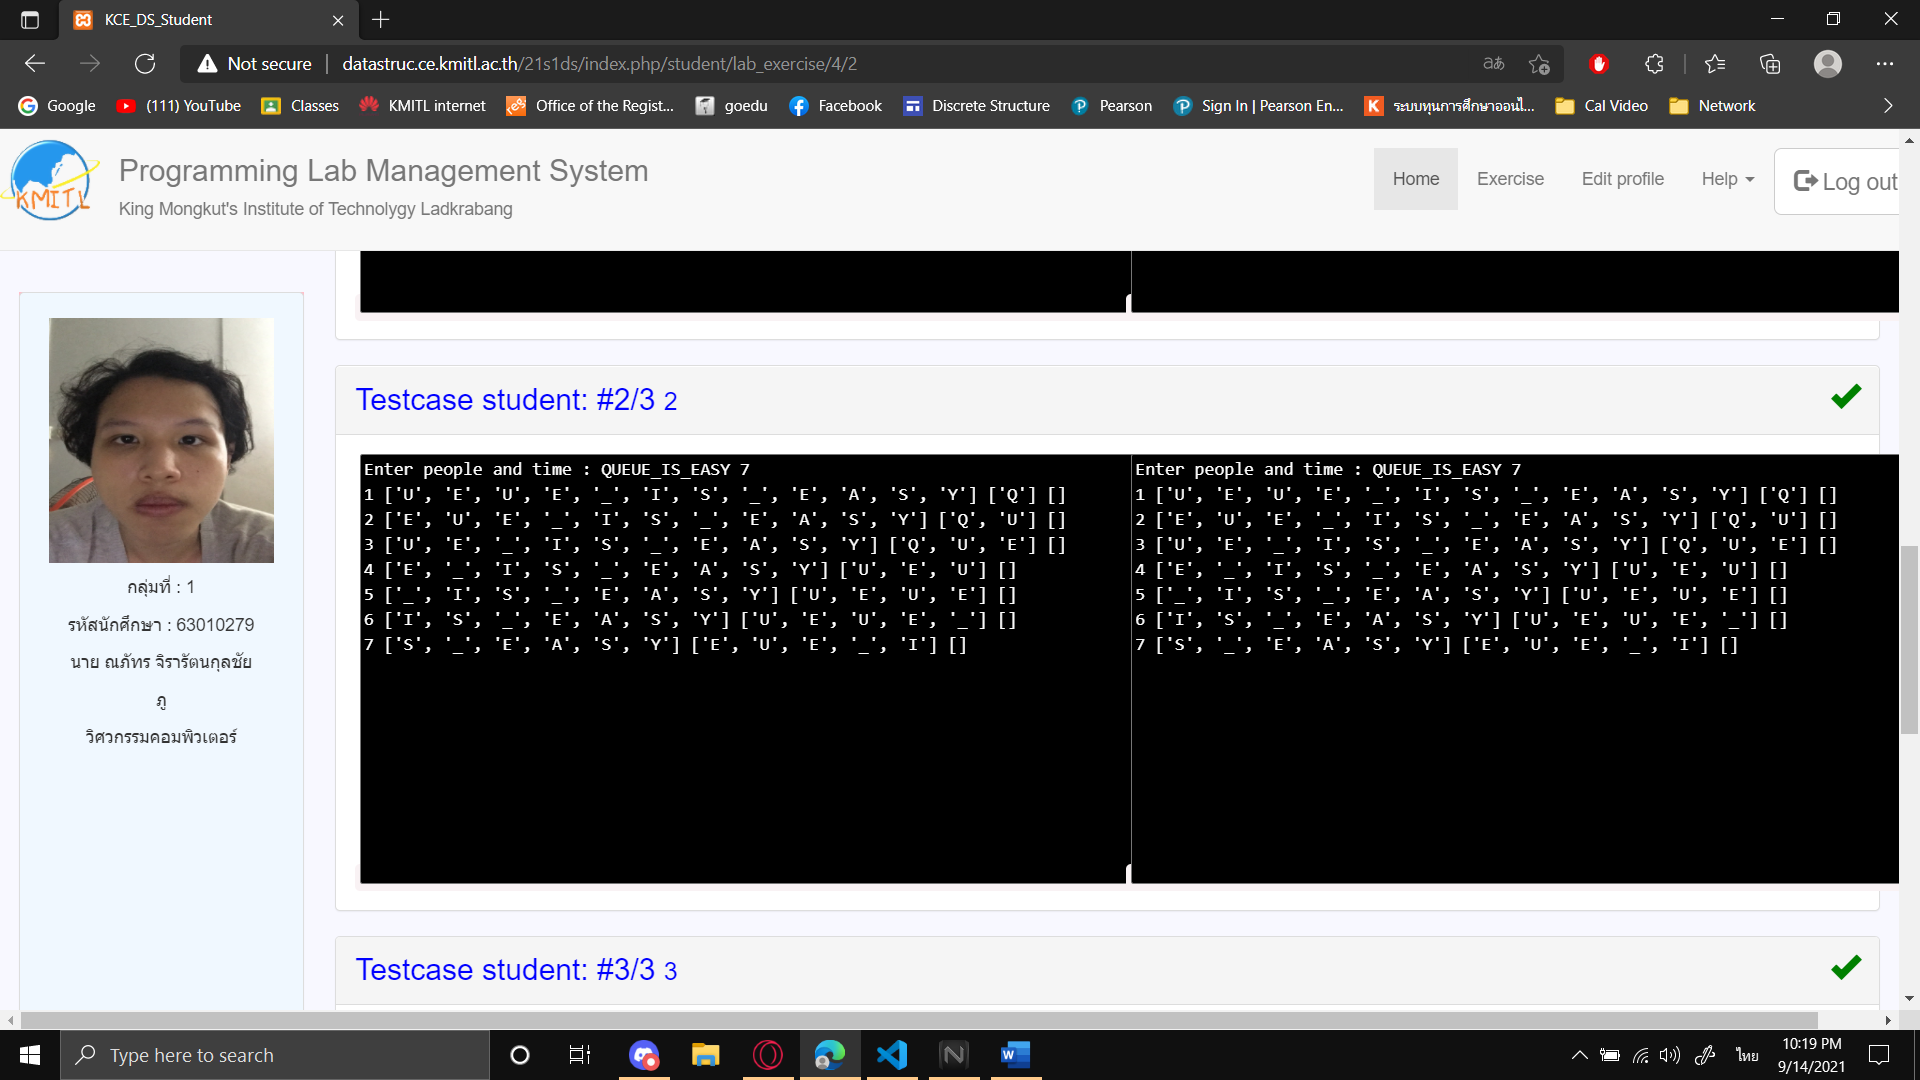 KCE_DS_Student
Not secure | datastruc.ce.kmitl.ac.th/21s1ds/index.php/student/lab_exercise/4/2
Google (111) YouTube Classes KMITL internet Office of the Regist... goedu Facebook Discrete Structure Pearson Sign In | Pearson En... ระบบทุนการศึกษาออนไ... Cal Video Network
KMITL
Programming Lab Management System
King Mongkut's Institute of Technolygy Ladkrabang
Home Exercise Edit profile Help Log out
กลุ่มที่ : 1
รหัสนักศึกษา : 63010279
นาย ณภัทร จิรารัตนกุลชัย
ภู
วิศวกรรมคอมพิวเตอร์
Testcase student: #2/3 2
Enter people and time : QUEUE_IS_EASY 7
1 ['U', 'E', 'U', 'E', '_', 'I', 'S', '_', 'E', 'A', 'S', 'Y'] ['Q'] []
2 ['E', 'U', 'E', '_', 'I', 'S', '_', 'E', 'A', 'S', 'Y'] ['Q', 'U'] []
3 ['U', 'E', '_', 'I', 'S', '_', 'E', 'A', 'S', 'Y'] ['Q', 'U', 'E'] []
4 ['E', '_', 'I', 'S', '_', 'E', 'A', 'S', 'Y'] ['U', 'E', 'U'] []
5 ['_', 'I', 'S', '_', 'E', 'A', 'S', 'Y'] ['U', 'E', 'U', 'E'] []
6 ['I', 'S', '_', 'E', 'A', 'S', 'Y'] ['U', 'E', 'U', 'E', '_'] []
7 ['S', '_', 'E', 'A', 'S', 'Y'] ['E', 'U', 'E', '_', 'I'] []
Enter people and time : QUEUE_IS_EASY 7
1 ['U', 'E', 'U', 'E', '_', 'I', 'S', '_', 'E', 'A', 'S', 'Y'] ['Q'] []
2 ['E', 'U', 'E', '_', 'I', 'S', '_', 'E', 'A', 'S', 'Y'] ['Q', 'U'] []
3 ['U', 'E', '_', 'I', 'S', '_', 'E', 'A', 'S', 'Y'] ['Q', 'U', 'E'] []
4 ['E', '_', 'I', 'S', '_', 'E', 'A', 'S', 'Y'] ['U', 'E', 'U'] []
5 ['_', 'I', 'S', '_', 'E', 'A', 'S', 'Y'] ['U', 'E', 'U', 'E'] []
6 ['I', 'S', '_', 'E', 'A', 'S', 'Y'] ['U', 'E', 'U', 'E', '_'] []
7 ['S', '_', 'E', 'A', 'S', 'Y'] ['E', 'U', 'E', '_', 'I'] []
Testcase student: #3/3 3
Type here to search
ไทย
10:19 PM
9/14/2021